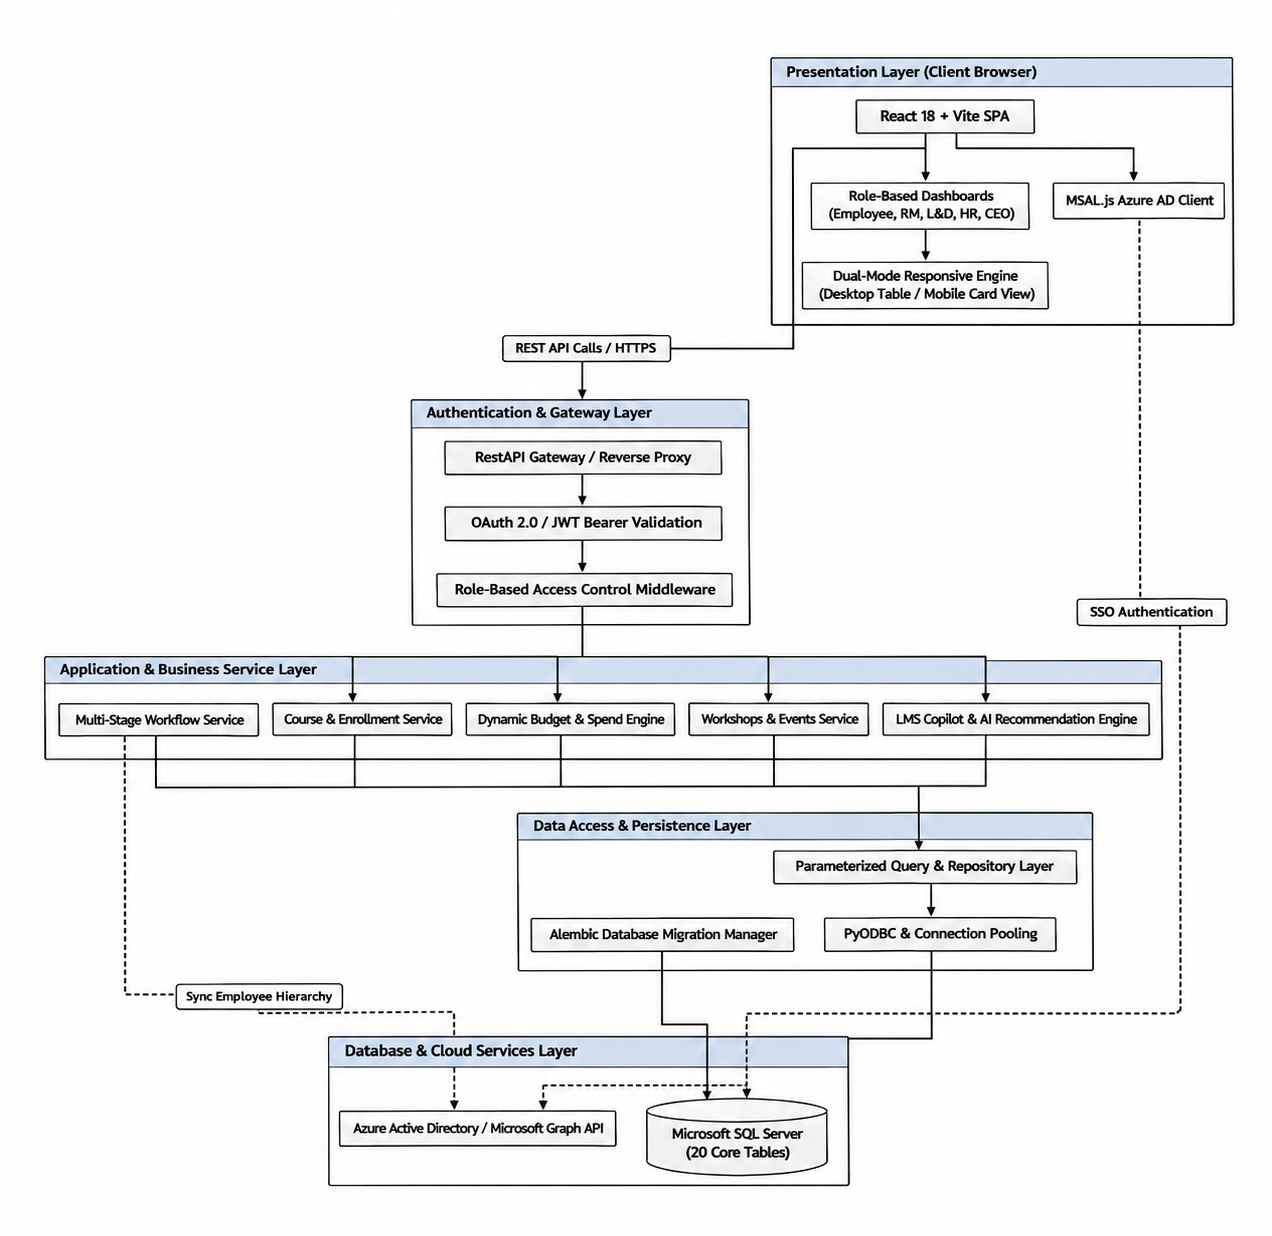 Presentation Layer (Client Browser)
React 18 + Vite SPA
Role-Based Dashboards
(Employee, RM, L&D, HR, CEO)
MSAL.js Azure AD Client
Dual-Mode Responsive Engine
(Desktop Table / Mobile Card View)
REST API Calls / HTTPS
Authentication & Gateway Layer
RestAPI Gateway / Reverse Proxy
OAuth 2.0 / JWT Bearer Validation
Role-Based Access Control Middleware
SSO Authentication
Application & Business Service Layer
Multi-Stage Workflow Service
Course & Enrollment Service
Dynamic Budget & Spend Engine
Workshops & Events Service
LMS Copilot & AI Recommendation Engine
Data Access & Persistence Layer
Parameterized Query & Repository Layer
Alembic Database Migration Manager
PyODBC & Connection Pooling
Sync Employee Hierarchy
Database & Cloud Services Layer
Azure Active Directory / Microsoft Graph API
Microsoft SQL Server
(20 Core Tables)